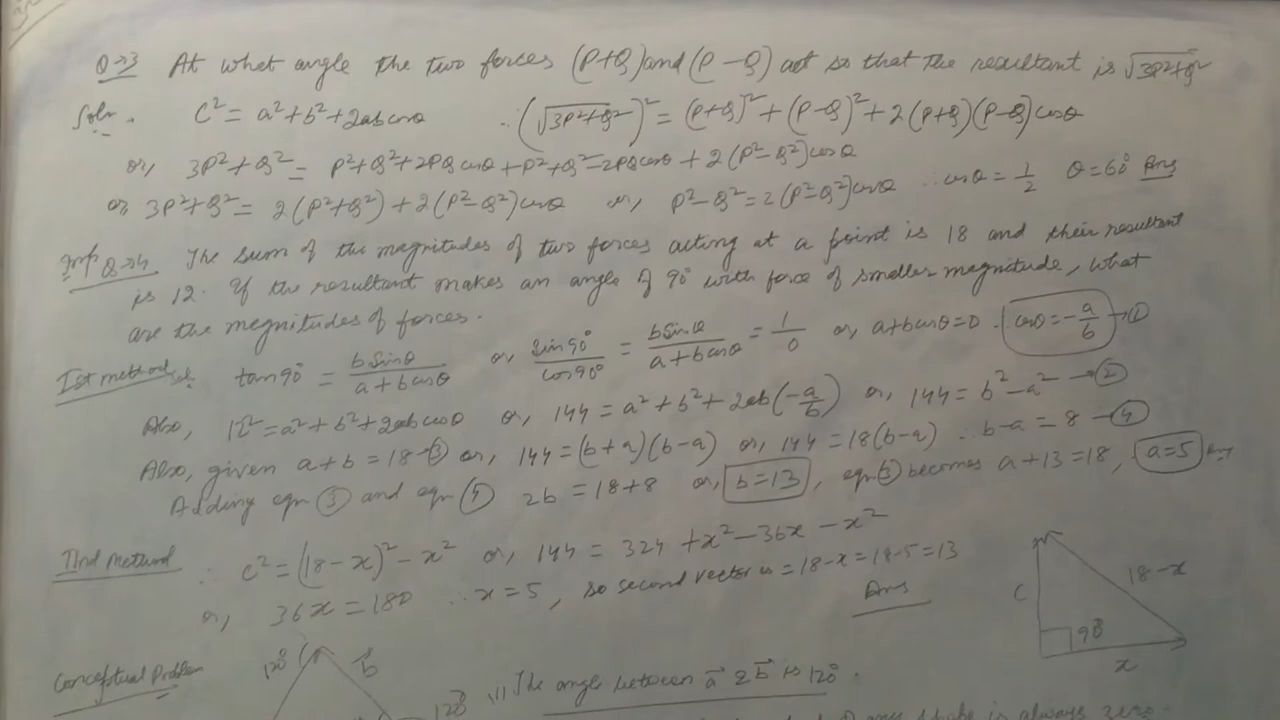 Q→3 At what angle the two forces (P+Q) and (P-Q) act so that the resultant is √3P²+Q²
Soln. C² = a²+b²+2ab cosθ ∴ (√3P²+Q²)² = (P+Q)²+(P-Q)²+2(P+Q)(P-Q)cosθ
or, 3P²+Q² = P²+Q²+2PQ cosθ+P²+Q²-2PQ cosθ+2(P²-Q²)cosθ
or, 3P²+Q² = 2(P²+Q²)+2(P²-Q²)cosθ or, P²-Q²=2(P²-Q²)cosθ ∴ cosθ = 1/2 θ=60° Ans
Imp. Q→4 The sum of the magnitudes of two forces acting at a point is 18 and their resultant
is 12. If the resultant makes an angle of 90° with force of smaller magnitude, what
are the megnitudes of forces.
Ist method Sol. tan90° = b sinθ/(a+b cosθ) or, sin90°/cos90° = b sinθ/(a+b cosθ) = 1/0 or, a+b cosθ=0. cosθ=-a/b →①
Also, 12²=a²+b²+2ab cosθ or, 144 = a²+b²+2ab(-a/b) or, 144 = b²-a² →②
Also, given a+b=18-③ or, 144=(b+a)(b-a) or, 144=18(b-a) ∴ b-a = 8 -④
Adding eqn ③ and eqn ④ 2b = 18+8 or, b=13, eqn ③ becomes a+13=18, a=5 Ans
IInd method ∴ c²=(18-x)²-x² or, 144 = 324 +x²-36x -x²
or, 36x = 180 ∴ x=5, so second vector is = 18-x = 18-5=13
Ans
C 18-x
90°
x
Conceptual Problem
120° b⃗
120°
(1) The angle between a⃗ & b⃗ is 120°.
is always zero.